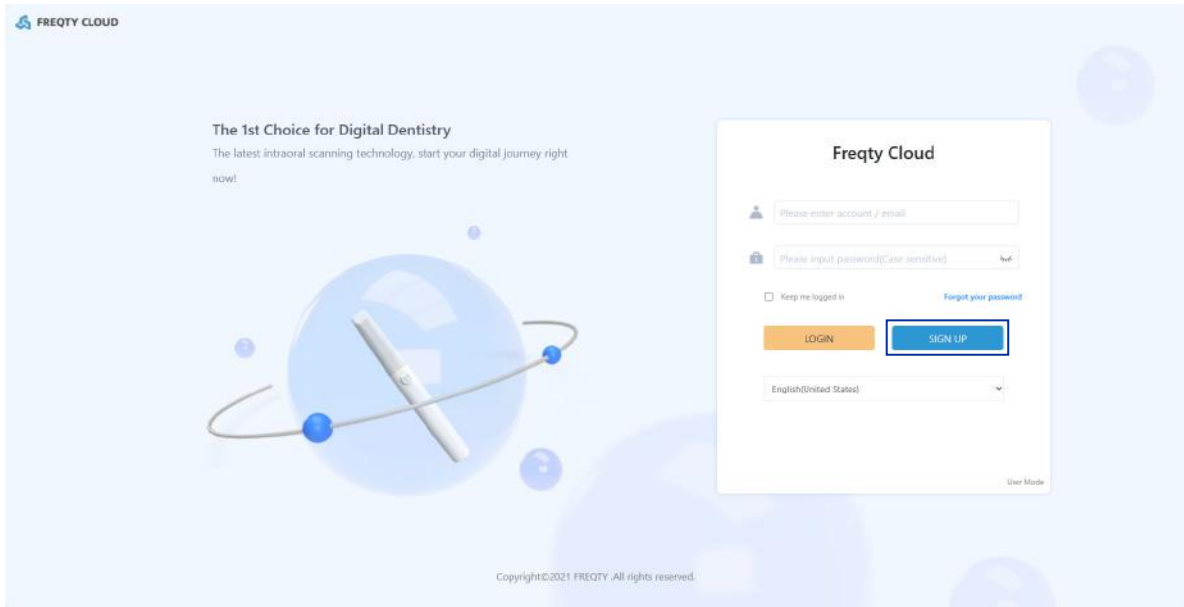 FREQTY CLOUD
The 1st Choice for Digital Dentistry
The latest intraoral scanning technology, start your digital journey right
now!
Freqty Cloud
Please enter account / email
Please input password(Case sensitive)
Keep me logged in
Forgot your password
LOGIN
SIGN UP
English(United States)
User Mode
Copyright©2021 FREQTY .All rights reserved.